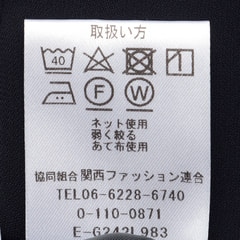 取扱い方
40
F W
ネット使用
弱く絞る
あて布使用
協同組合 関西ファッション連合
TEL06-6228-6740
0-110-0871
E-G342L983